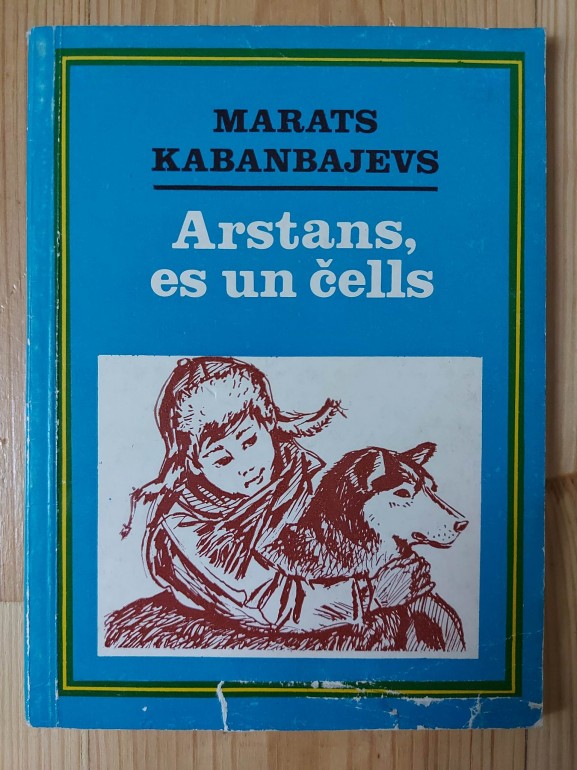 MARATS
KABANBAJEVS
Arstans,
es un čells